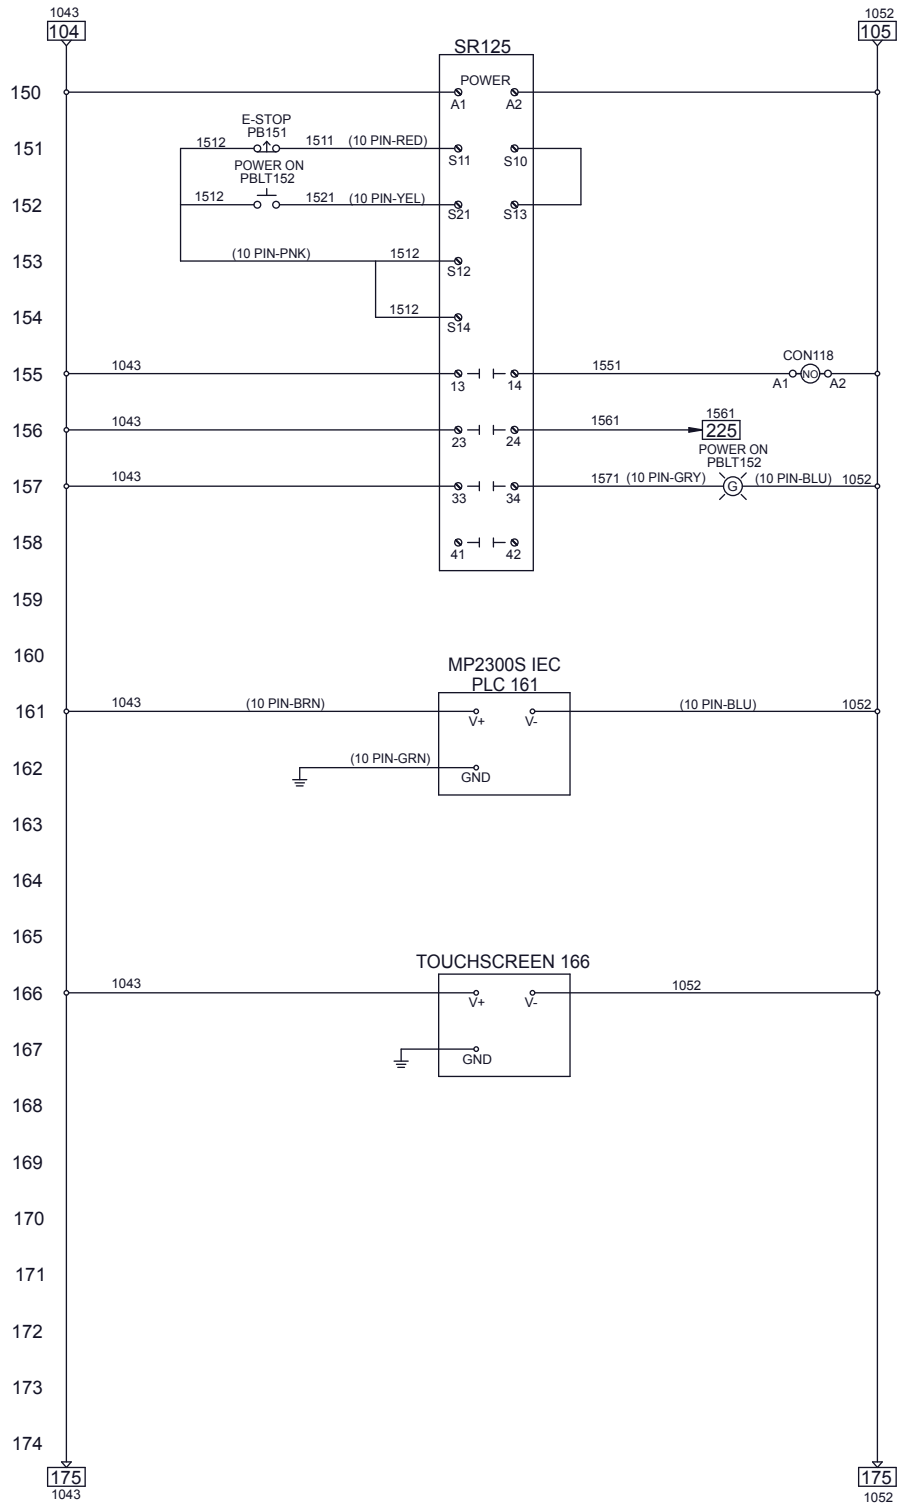 1043
104
1052
105
SR125
150
POWER
A1
A2
E-STOP
PB151
151
1512
1511
(10 PIN-RED)
S11
S10
POWER ON
PBLT152
152
1512
1521
(10 PIN-YEL)
S21
S13
153
(10 PIN-PNK)
1512
S12
154
1512
S14
155
1043
13
14
1551
CON118
A1
NO
A2
156
1043
23
24
1561
1561
225
POWER ON
PBLT152
157
1043
33
34
1571
(10 PIN-GRY)
G
(10 PIN-BLU)
1052
158
41
42
159
160
MP2300S IEC
PLC 161
161
1043
(10 PIN-BRN)
V+
V-
(10 PIN-BLU)
1052
162
(10 PIN-GRN)
GND
163
164
165
TOUCHSCREEN 166
166
1043
V+
V-
1052
167
GND
168
169
170
171
172
173
174
175
1043
175
1052